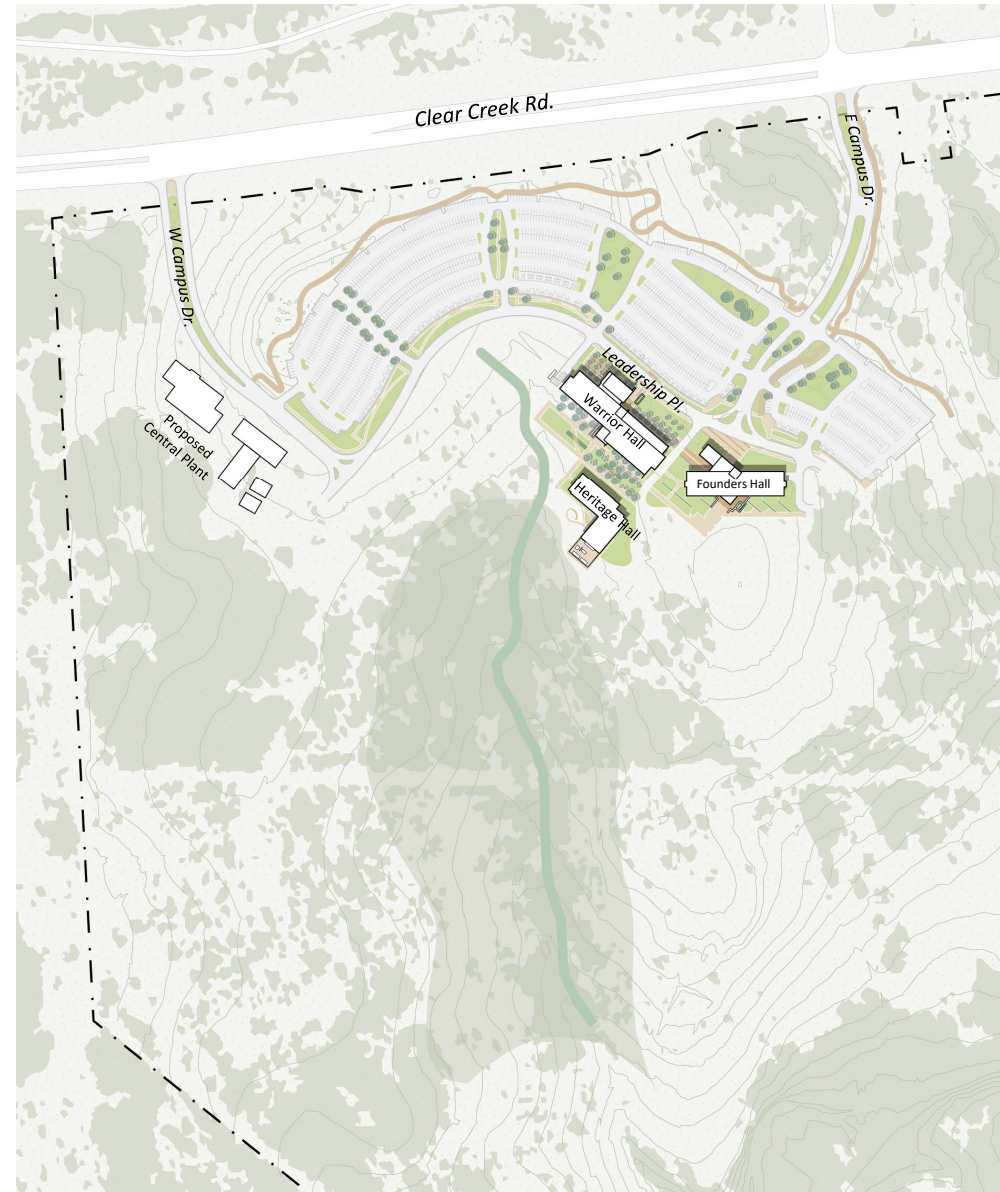 Clear Creek Rd.
E Campus Dr.
W Campus Dr.
Leadership Pl.
Warrior Hall
Proposed
Central Plant
Founders Hall
Heritage Hall